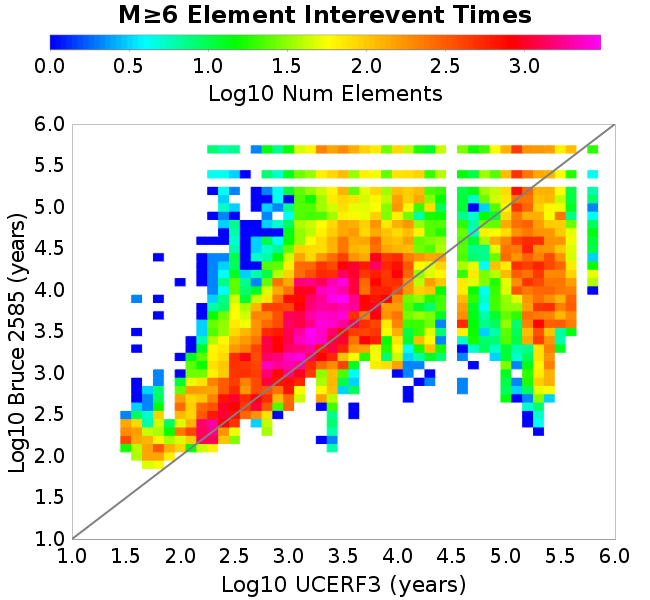 M≥6 Element Interevent Times
0.0 0.5 1.0 1.5 2.0 2.5 3.0
Log10 Num Elements
6.0
5.5
5.0
4.5
4.0
3.5
3.0
2.5
2.0
1.5
1.0
Log10 Bruce 2585 (years)
1.0 1.5 2.0 2.5 3.0 3.5 4.0 4.5 5.0 5.5 6.0
Log10 UCERF3 (years)